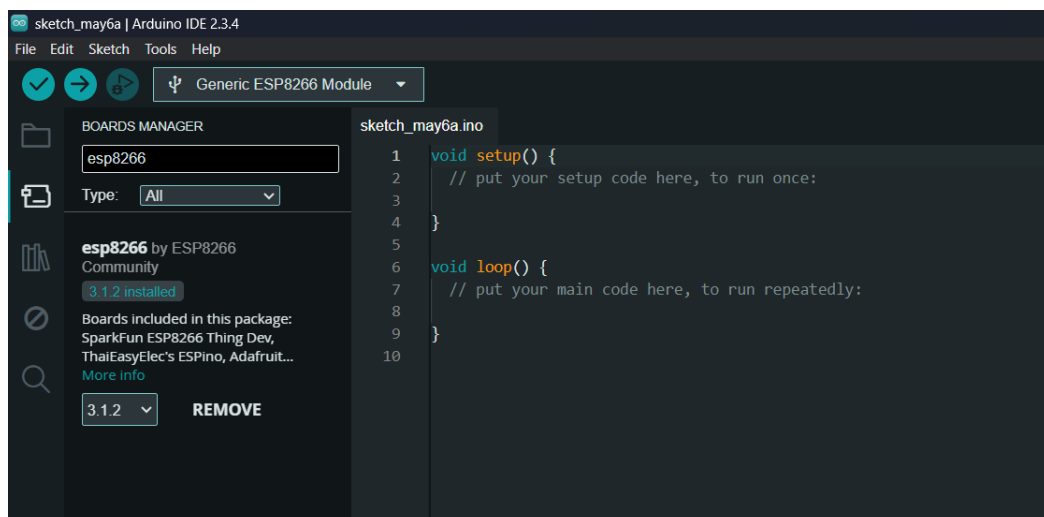 sketch_may6a | Arduino IDE 2.3.4
File Edit Sketch Tools Help
Generic ESP8266 Module
BOARDS MANAGER
esp8266
Type: All
esp8266 by ESP8266
Community
3.1.2 installed
Boards included in this package:
SparkFun ESP8266 Thing Dev,
ThaiEasyElec's ESPino, Adafruit...
More info
3.1.2 REMOVE
sketch_may6a.ino
1 void setup() {
2 // put your setup code here, to run once:
3
4 }
5
6 void loop() {
7 // put your main code here, to run repeatedly:
8
9 }
10